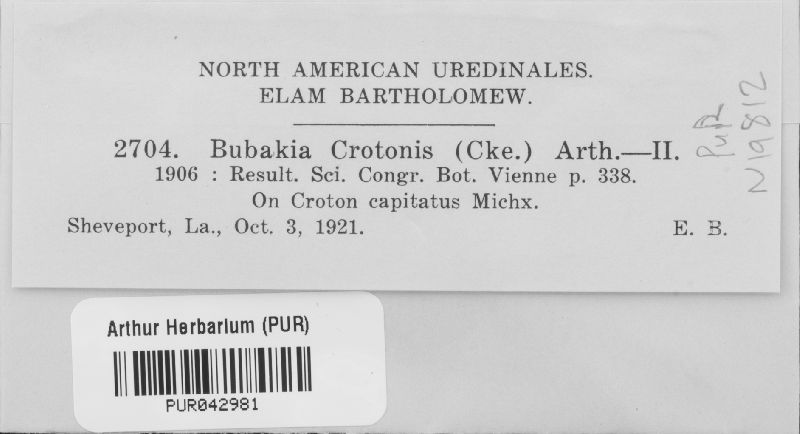 NORTH AMERICAN UREDINALES.
ELAM BARTHOLOMEW.
2704. Bubakia Crotonis (Cke.) Arth.—II.
1906 : Result. Sci. Congr. Bot. Vienne p. 338.
On Croton capitatus Michx.
Sheveport, La., Oct. 3, 1921. E. B.
PUR
N19812
Arthur Herbarium (PUR)
PUR042981